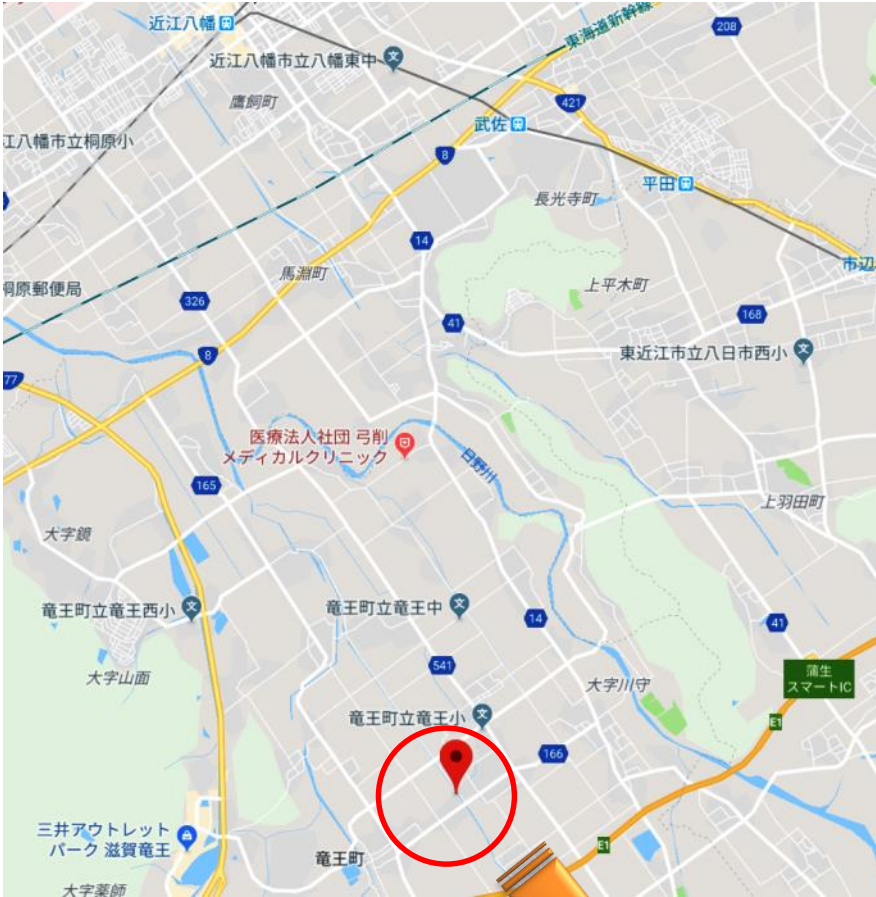 近江八幡
東海道新幹線
208
近江八幡市立八幡東中
鷹飼町
421
武佐
江八幡市立桐原小
8
平田
長光寺町
14
市辺
馬淵町
上平木町
桐原郵便局
326
41
168
8
東近江市立八日市西小
77
医療法人社団 弓削
メディカルクリニック
日野川
165
上羽田町
大字鏡
竜王町立竜王西小
竜王町立竜王中
14
41
541
大字山面
大字川守
蒲生
スマートIC
竜王町立竜王小
E1
166
三井アウトレット
パーク 滋賀竜王
E1
竜王町
大字薬師